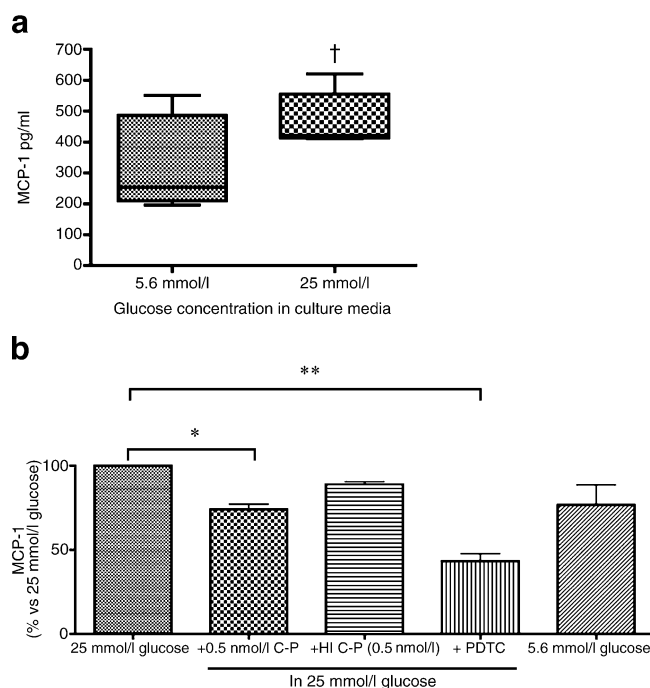 a
700
†
600
500
400
300
200
100
0
MCP-1 pg/ml
5.6 mmol/l 25 mmol/l
Glucose concentration in culture media
b
**
*
100
50
0
MCP-1
(% vs 25 mmol/l glucose)
25 mmol/l glucose +0.5 nmol/l C-P +HI C-P (0.5 nmol/l) + PDTC 5.6 mmol/l glucose
In 25 mmol/l glucose